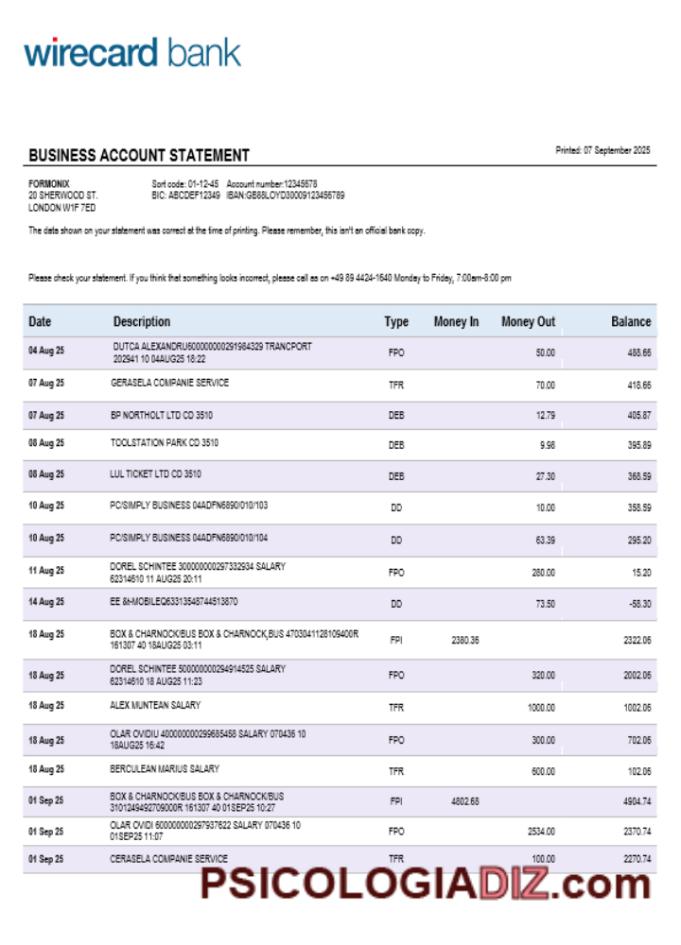 wirecard bank
BUSINESS ACCOUNT STATEMENT
Printed: 07 September 2025
FORMONIX
20 SHERWOOD ST.
LONDON W1F 7ED
Sort code: 01-12-45 Account number:12345678
BIC: ABCDEF12349 IBAN:GB88LOYD30009123456789
The data shown on your statement was correct at the time of printing. Please remember, this isn't an official bank copy.
Please check your statement. If you think that something looks incorrect, please call as on +49 89 4424-1640 Monday to Friday, 7:00am-8:00 pm
Date Description Type Money In Money Out Balance
04 Aug 25 DUTCA ALEXANDRU600000000291984329 TRANCPORT
202941 10 04AUG25 18:22 FPO 50.00 488.66
07 Aug 25 GERASELA COMPANIE SERVICE TFR 70.00 418.66
07 Aug 25 BP NORTHOLT LTD CD 3510 DEB 12.79 405.87
08 Aug 25 TOOLSTATION PARK CD 3510 DEB 9.98 395.89
08 Aug 25 LUL TICKET LTD CD 3510 DEB 27.30 368.59
10 Aug 25 PC/SIMPLY BUSINESS 04ADFN6890/010/103 DD 10.00 358.59
10 Aug 25 PC/SIMPLY BUSINESS 04ADFN6890/010/104 DD 63.39 295.20
11 Aug 25 DOREL SCHINTEE 300000000297332934 SALARY
62314610 11 AUG25 20:11 FPO 280.00 15.20
14 Aug 25 EE &t-MOBILEQ63313548744513870 DD 73.50 -58.30
18 Aug 25 BOX & CHARNOCK/BUS BOX & CHARNOCK,BUS 4703041128109400R
161307 40 18AUG25 03:11 FPI 2380.36 2322.06
18 Aug 25 DOREL SCHINTEE 500000000294914525 SALARY
62314610 18 AUG25 11:23 FPO 320.00 2002.06
18 Aug 25 ALEX MUNTEAN SALARY TFR 1000.00 1002.06
18 Aug 25 OLAR OVIDIU 400000000299685458 SALARY 070436 10
18AUG25 16:42 FPO 300.00 702.06
18 Aug 25 BERCULEAN MARIUS SALARY TFR 600.00 102.06
01 Sep 25 BOX & CHARNOCK/BUS BOX & CHARNOCK/BUS
3101249492709000R 161307 40 01SEP25 10:27 FPI 4802.68 4904.74
01 Sep 25 OLAR OVIDI 600000000297937622 SALARY 070436 10
01SEP25 11:07 FPO 2534.00 2370.74
01 Sep 25 CERASELA COMPANIE SERVICE TFR 100.00 2270.74
PSICOLOGIADIZ.com